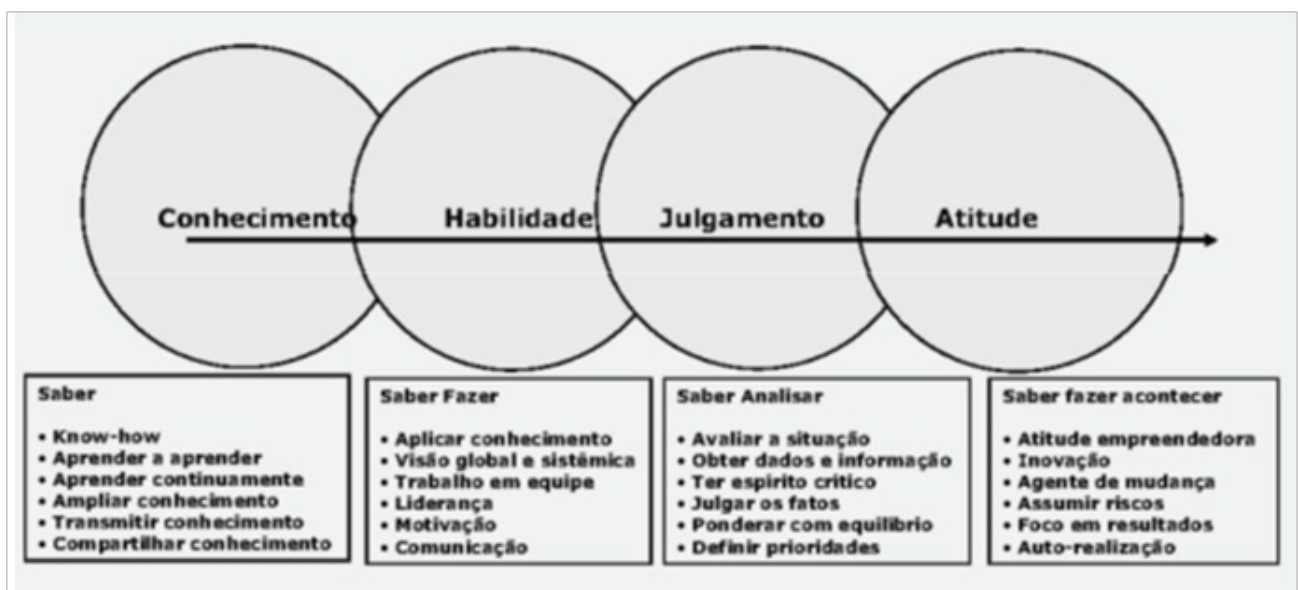 Conhecimento
Habilidade
Julgamento
Atitude
Saber
• Know-how
• Aprender a aprender
• Aprender continuamente
• Ampliar conhecimento
• Transmitir conhecimento
• Compartilhar conhecimento
Saber Fazer
• Aplicar conhecimento
• Visão global e sistêmica
• Trabalho em equipe
• Liderança
• Motivação
• Comunicação
Saber Analisar
• Avaliar a situação
• Obter dados e informação
• Ter espirito critico
• Julgar os fatos
• Ponderar com equilibrio
• Definir prioridades
Saber fazer acontecer
• Atitude empreendedora
• Inovação
• Agente de mudança
• Assumir riscos
• Foco em resultados
• Auto-realização